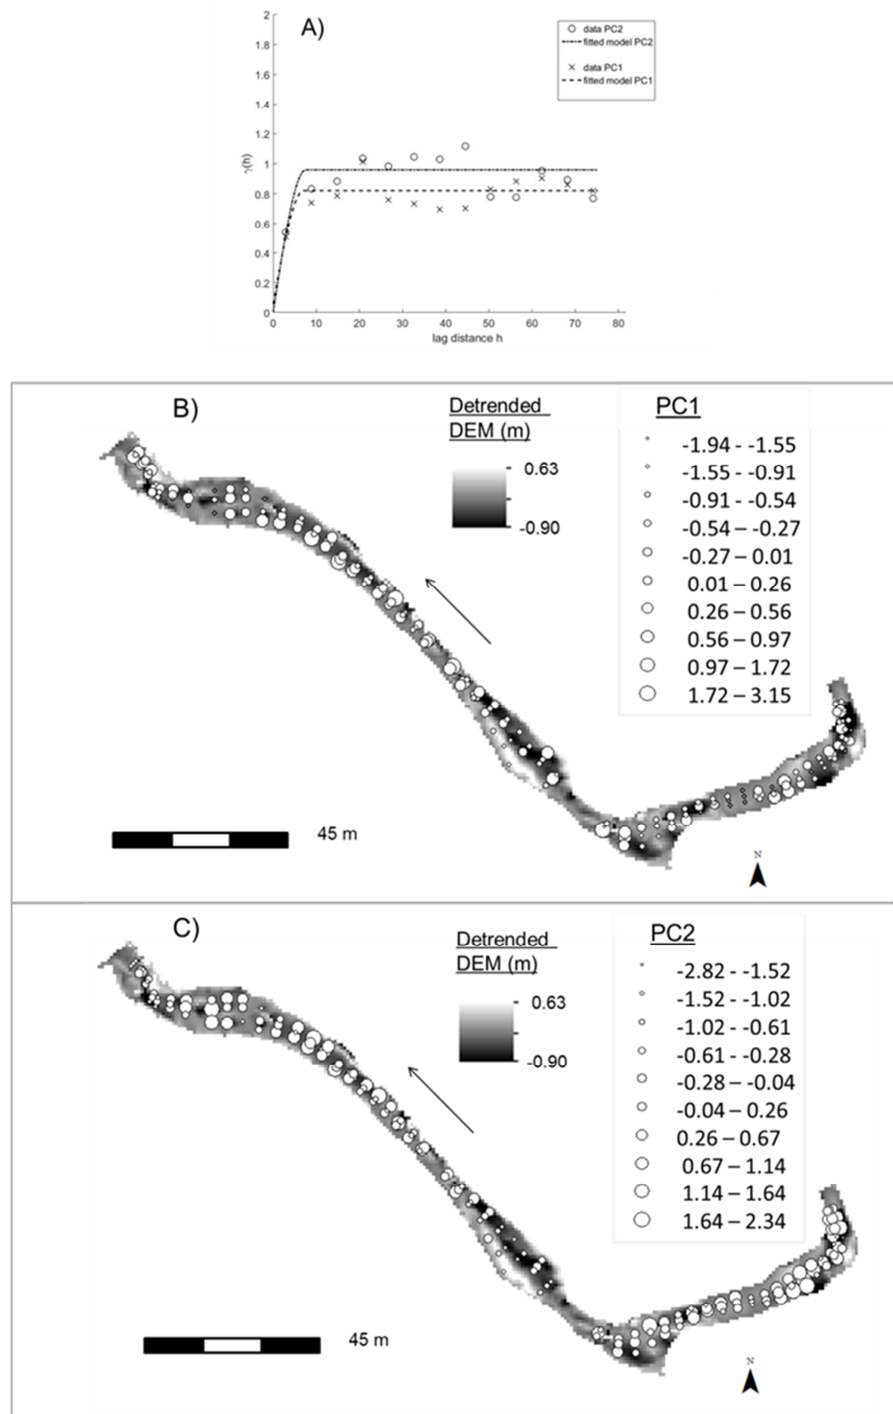 A)
data PC2
fitted model PC2
data PC1
fitted model PC1
2
1.8
1.6
1.4
1.2
1
0.8
0.6
0.4
0.2
0
γ(h)
0 10 20 30 40 50 60 70 80
lag distance h
B)
Detrended
DEM (m)
0.63
-0.90
PC1
-1.94 - -1.55
-1.55 – -0.91
-0.91 – -0.54
-0.54 – -0.27
-0.27 – 0.01
0.01 – 0.26
0.26 – 0.56
0.56 – 0.97
0.97 – 1.72
1.72 – 3.15
45 m
N
C)
Detrended
DEM (m)
0.63
-0.90
PC2
-2.82 - -1.52
-1.52 - -1.02
-1.02 - -0.61
-0.61 - -0.28
-0.28 – -0.04
-0.04 – 0.26
0.26 – 0.67
0.67 – 1.14
1.14 – 1.64
1.64 – 2.34
45 m
N